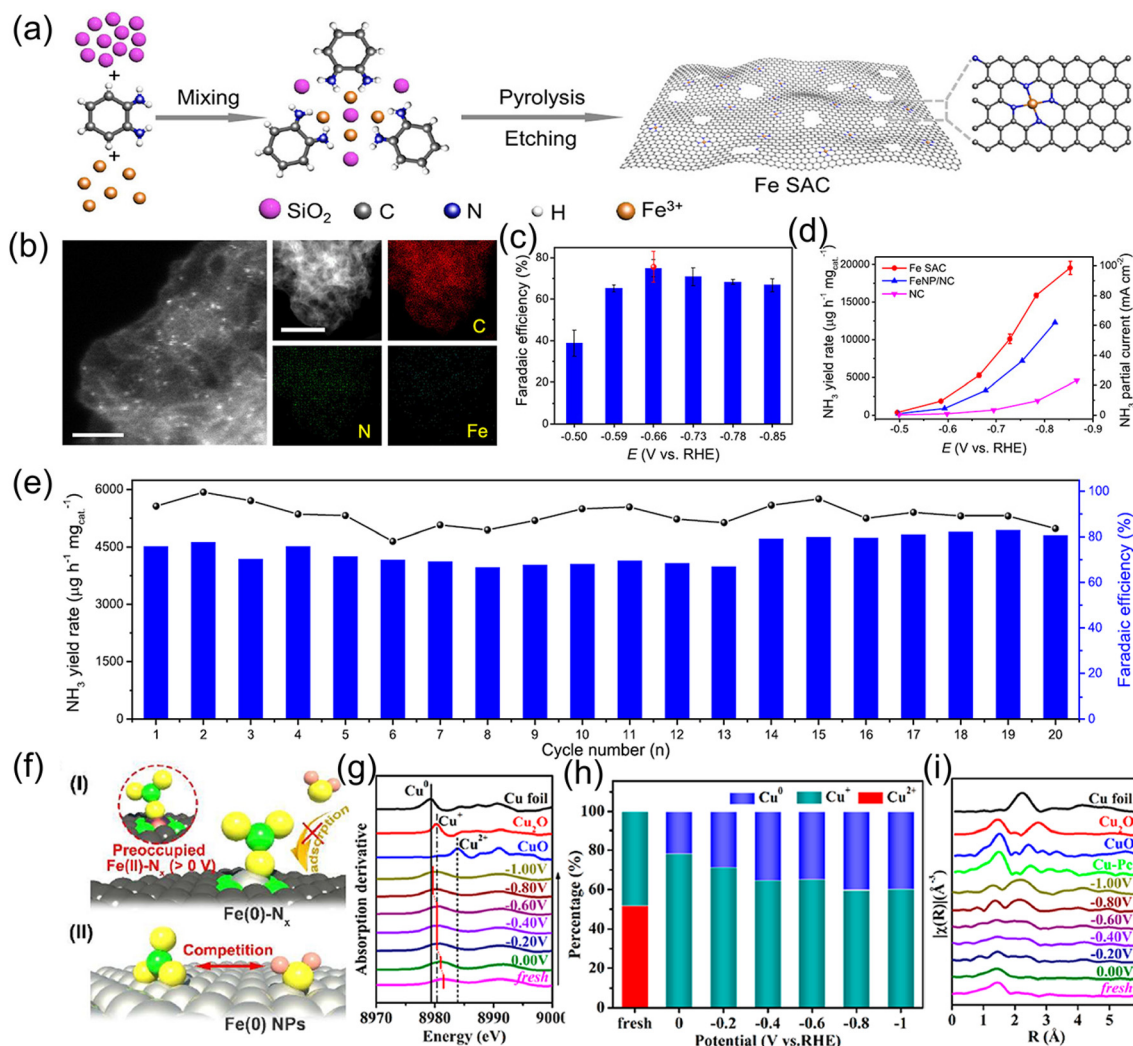 (a)
+
+
Mixing
Pyrolysis
Etching
Fe SAC
SiO2 C N H Fe3+
(b)
C
N
Fe
(c)
Faradaic efficiency (%)
80
60
40
20
0
-0.50 -0.59 -0.66 -0.73 -0.78 -0.85
E (V vs. RHE)
(d)
NH3 yield rate (μg h-1 mgcat.-1)
20000
15000
10000
5000
0
Fe SAC
FeNP/NC
NC
100
80
60
40
20
0
NH3 partial current (mA cm-2)
-0.5 -0.6 -0.7 -0.8 -0.9
E (V vs. RHE)
(e)
NH3 yield rate (μg h-1 mgcat.-1)
6000
4500
3000
1500
0
100
80
60
40
20
0
Faradaic efficiency (%)
1 2 3 4 5 6 7 8 9 10 11 12 13 14 15 16 17 18 19 20
Cycle number (n)
(f)
(I)
Preoccupied
Fe(II)-Nx (> 0 V)
adsorption
Fe(0)-Nx
(II)
Competition
Fe(0) NPs
(g)
Absorption derivative
Cu0
Cu+
Cu2+
Cu foil
Cu2O
CuO
-1.00V
-0.80V
-0.60V
-0.40V
-0.20V
0.00V
fresh
8970 8980 8990 9000
Energy (eV)
(h)
Percentage (%)
Cu0 Cu+ Cu2+
100
80
60
40
20
0
fresh 0 -0.2 -0.4 -0.6 -0.8 -1
Potential (V vs.RHE)
(i)
|χ(R)|(Å-3)
Cu foil
Cu2O
CuO
Cu-Pc
-1.00V
-0.80V
-0.60V
-0.40V
-0.20V
0.00V
fresh
0 1 2 3 4 5
R (Å)